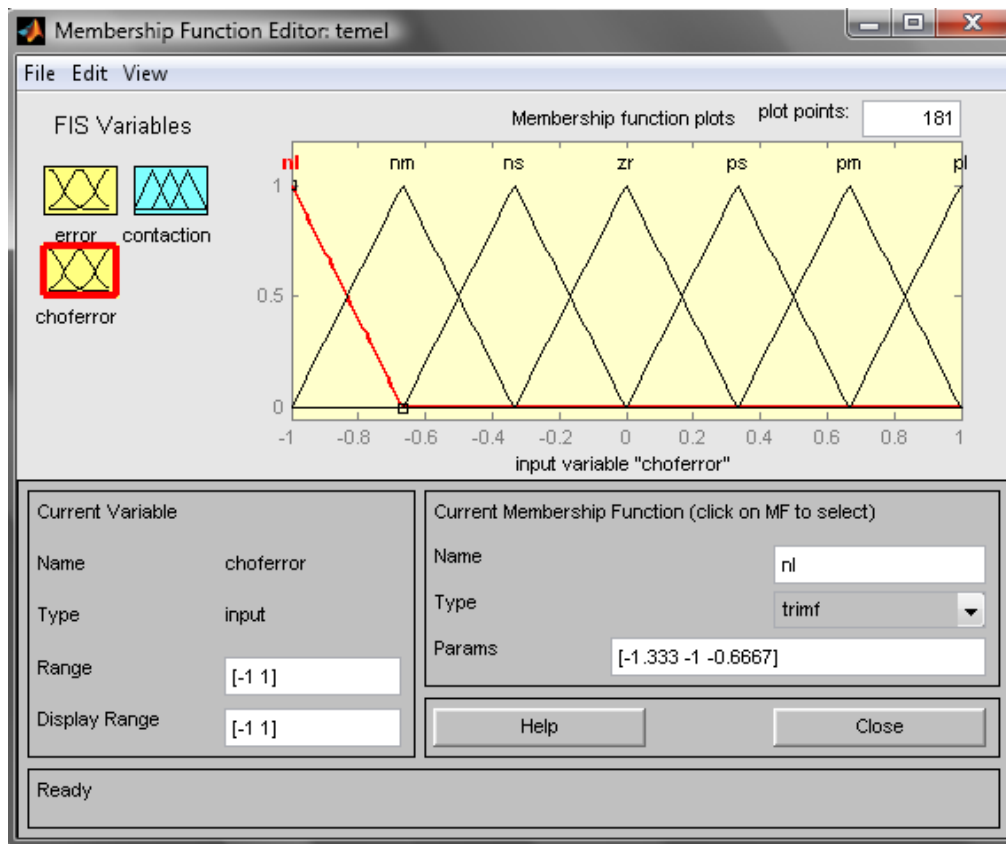 Membership Function Editor: temel
File Edit View
FIS Variables
Membership function plots plot points: 181
nl nm ns zr ps pm pl
error contaction
choferror
1
0.5
0
-1 -0.8 -0.6 -0.4 -0.2 0 0.2 0.4 0.6 0.8 1
input variable "choferror"
Current Variable
Name choferror
Type input
Range [-1 1]
Display Range [-1 1]
Current Membership Function (click on MF to select)
Name nl
Type trimf
Params [-1.333 -1 -0.6667]
Help Close
Ready